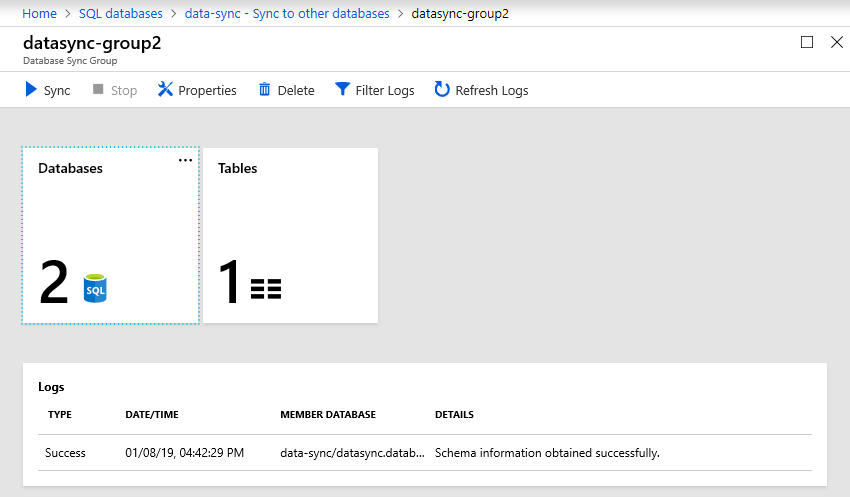 Home > SQL databases > data-sync - Sync to other databases > datasync-group2
datasync-group2
Database Sync Group
Sync Stop Properties Delete Filter Logs Refresh Logs
Databases ... Tables
2 SQL 1
Logs
TYPE DATE/TIME MEMBER DATABASE DETAILS
Success 01/08/19, 04:42:29 PM data-sync/datasync.datab... Schema information obtained successfully.